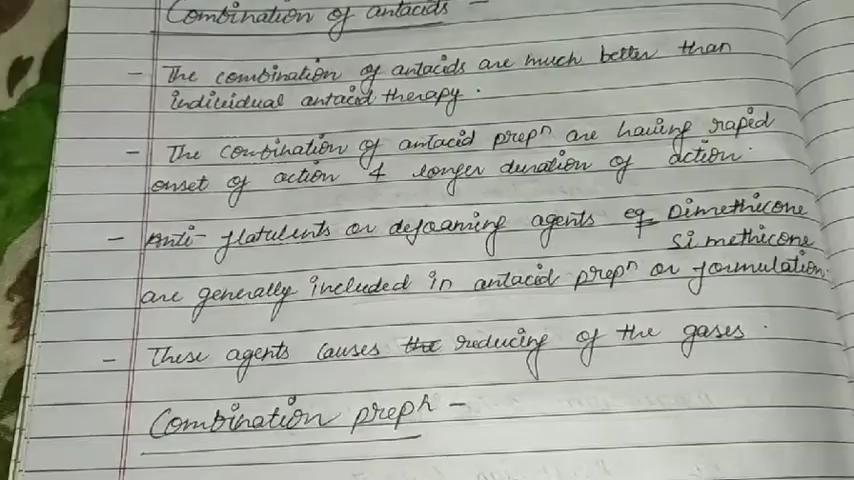 Combination of antacids -
- The combination of antacids are much better than
individual antacid therapy.
- The combination of antacid prepⁿ are having rapid
onset of action & longer duration of action.
- Anti-flatulents or defoaming agents eg Dimethicone
Simethicone
are generally included in antacid prepⁿ or formulation.
- These agents causes the reducing of the gases.
Combination prepⁿ -